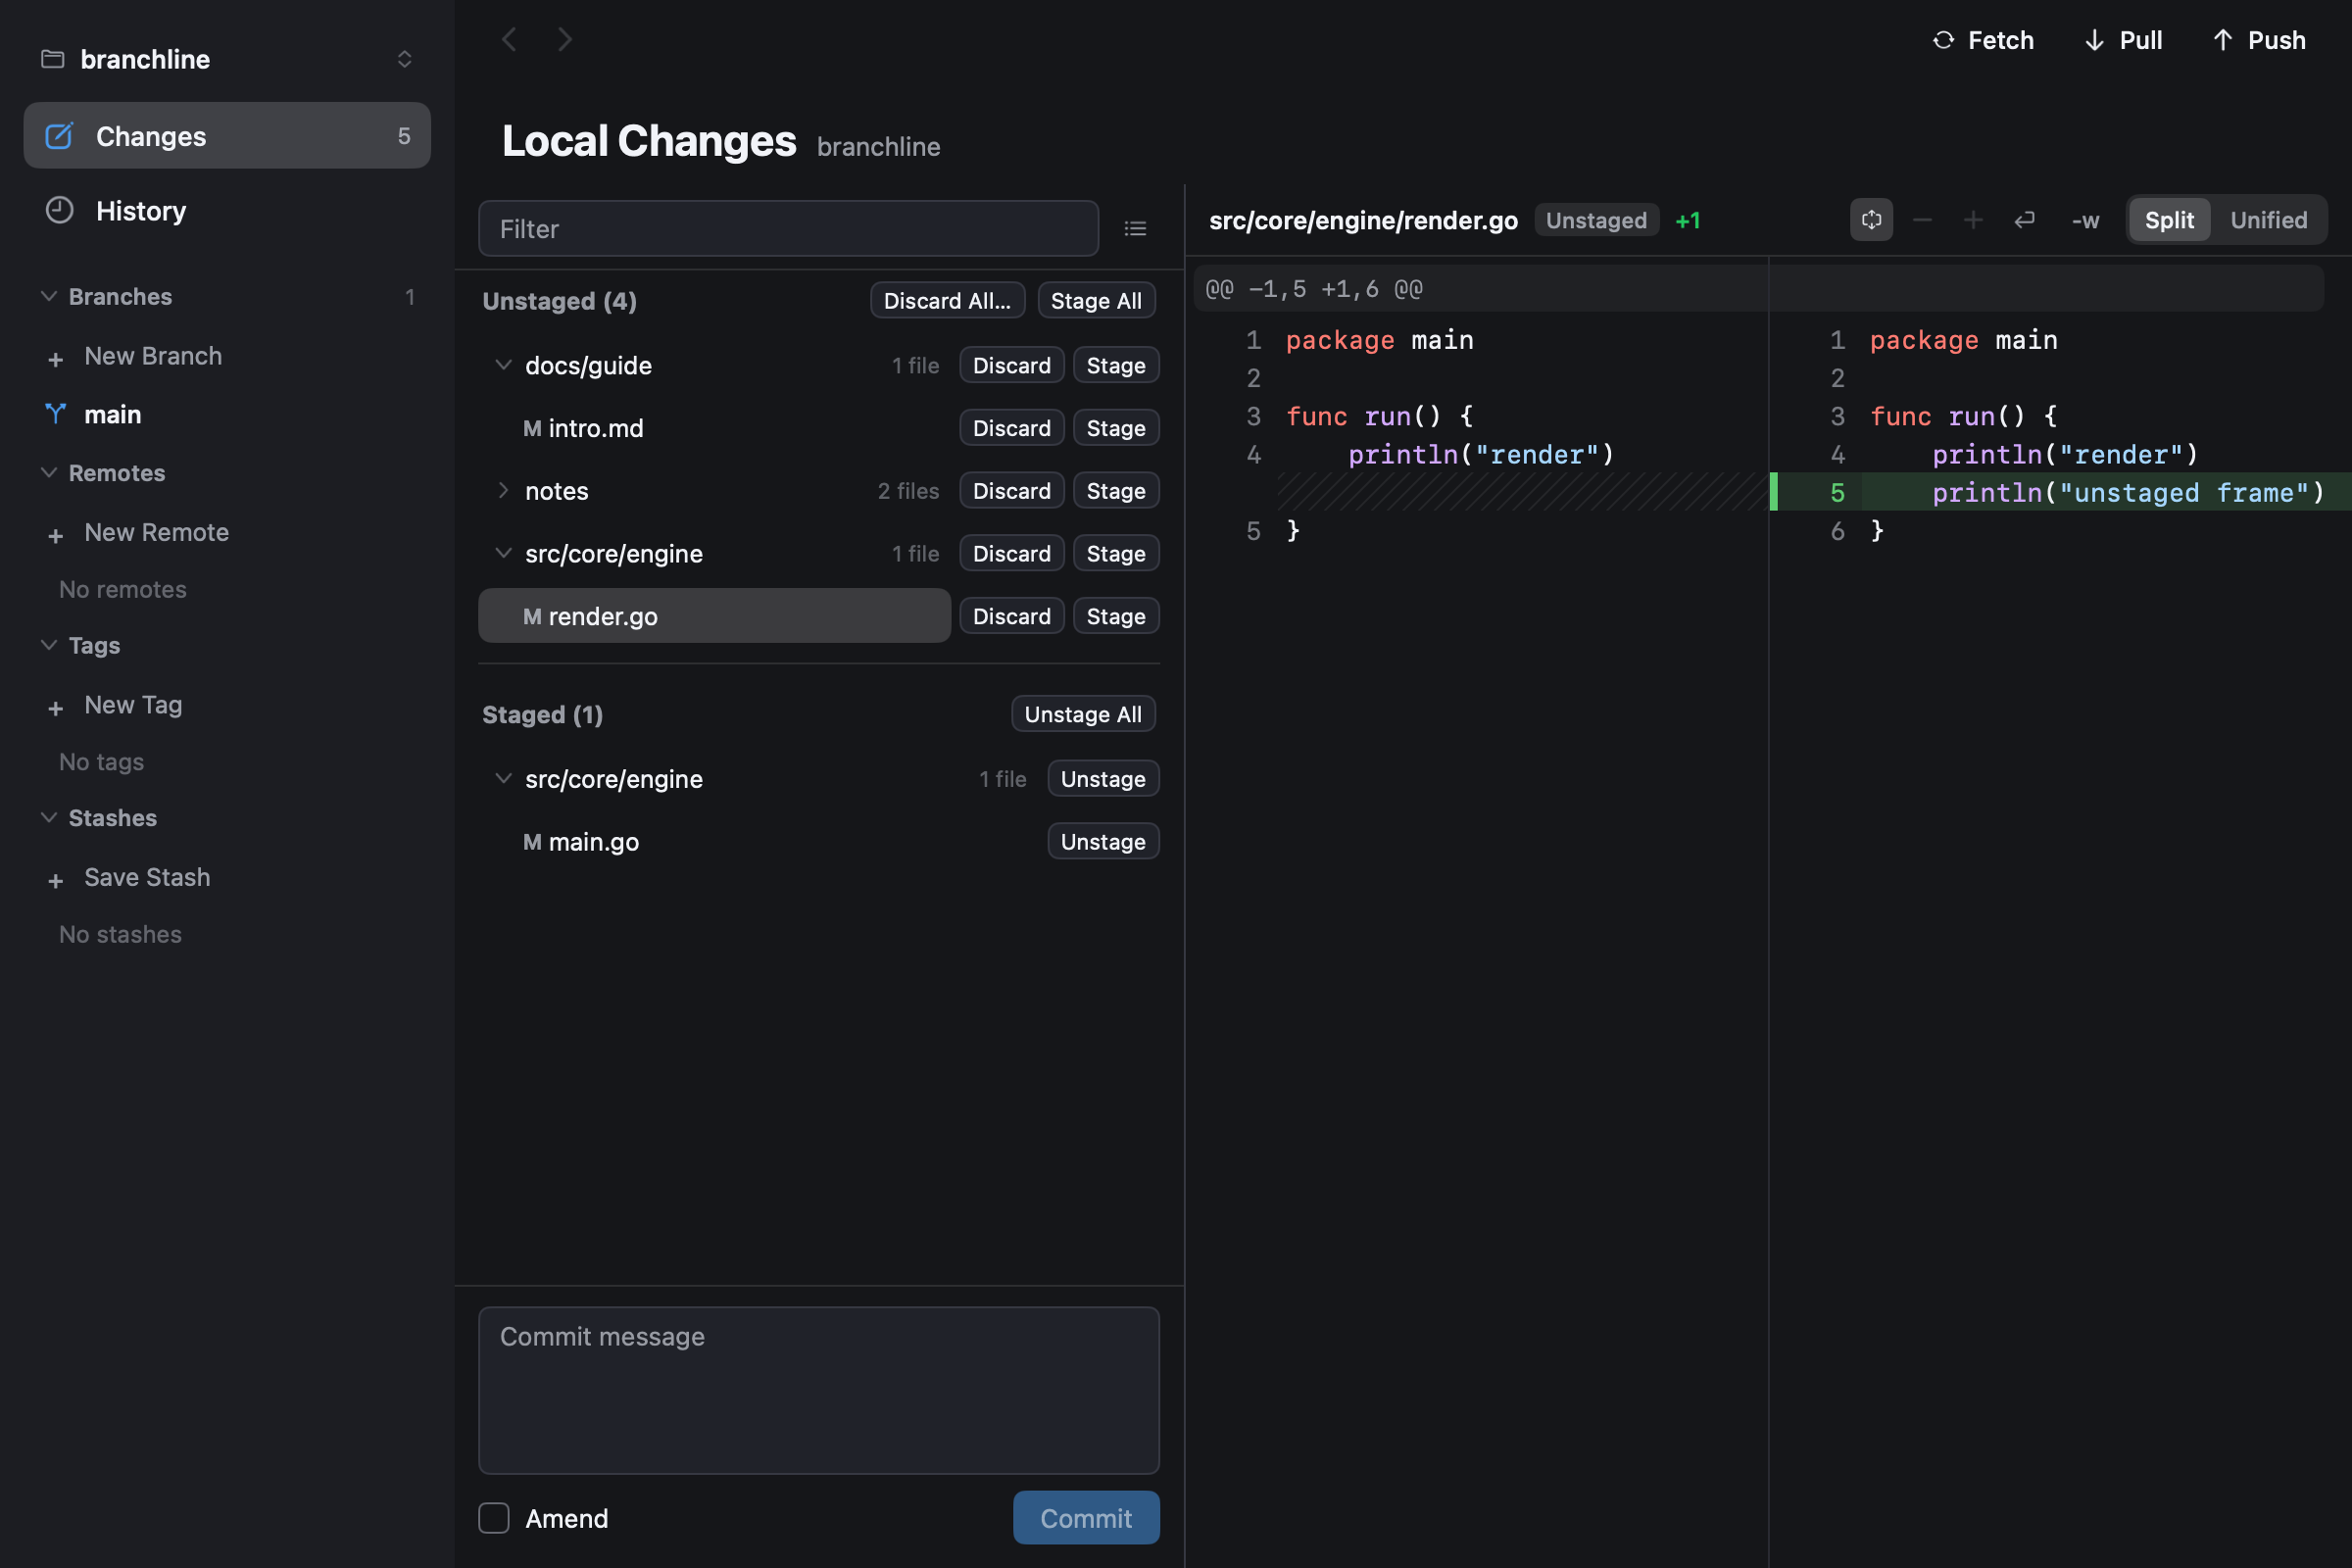 branchline
Changes 5
History
Branches 1
+ New Branch
main
Remotes
+ New Remote
No remotes
Tags
+ New Tag
No tags
Stashes
+ Save Stash
No stashes
Fetch Pull Push
Local Changes branchline
Filter
Unstaged (4) Discard All... Stage All
docs/guide 1 file Discard Stage
M intro.md Discard Stage
notes 2 files Discard Stage
src/core/engine 1 file Discard Stage
M render.go Discard Stage
Staged (1) Unstage All
src/core/engine 1 file Unstage
M main.go Unstage
Commit message
Amend Commit
src/core/engine/render.go Unstaged +1 − + -w Split Unified
@@ −1,5 +1,6 @@
1 package main
2
3 func run() {
4 println("render")
5 }
1 package main
2
3 func run() {
4 println("render")
5 println("unstaged frame")
6 }